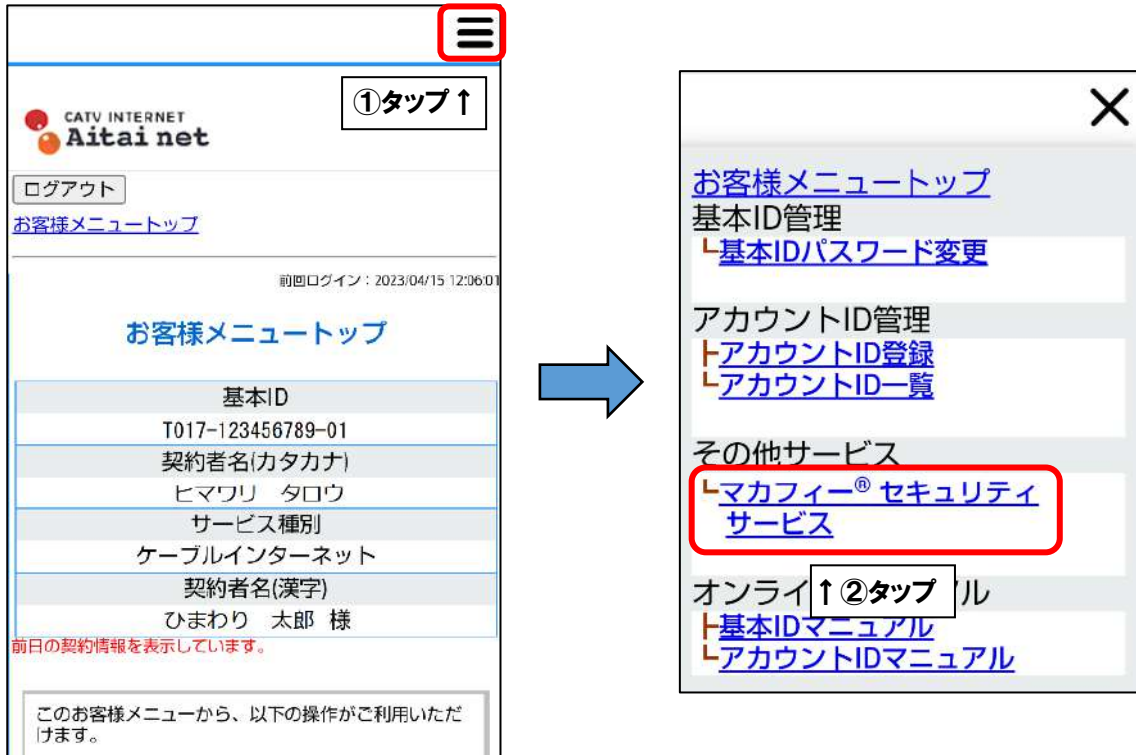 ①タップ↑
CATV INTERNET
Aitai net
ログアウト
お客様メニュートップ
前回ログイン：2023/04/15 12:06:01
お客様メニュートップ
基本ID
T017-123456789-01
契約者名(カタカナ)
ヒマワリ　タロウ
サービス種別
ケーブルインターネット
契約者名(漢字)
ひまわり　太郎 様
前日の契約情報を表示しています。
このお客様メニューから、以下の操作がご利用いただ
けます。
お客様メニュートップ
基本ID管理
┗基本IDパスワード変更
アカウントID管理
┣アカウントID登録
┗アカウントID一覧
その他サービス
┗マカフィー® セキュリティ
サービス
↑②タップ
オンライ ル
┣基本IDマニュアル
┗アカウントIDマニュアル